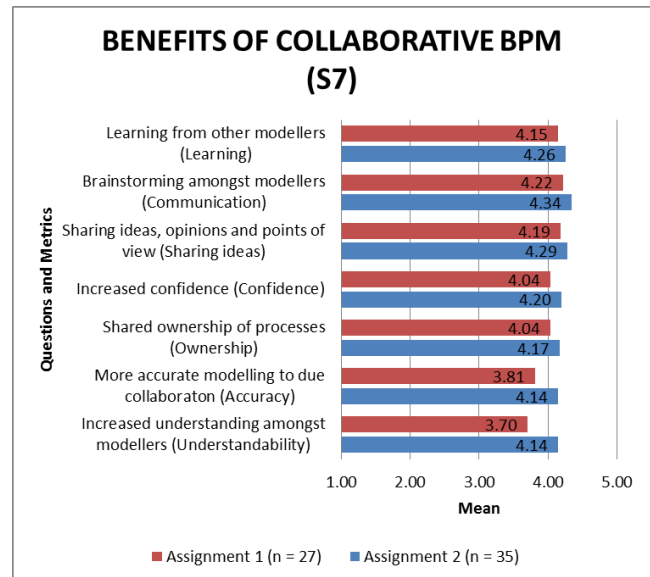 BENEFITS OF COLLABORATIVE BPM
(S7)
Questions and Metrics
Learning from other modellers
(Learning)
4.15
4.26
Brainstorming amongst modellers
(Communication)
4.22
4.34
Sharing ideas, opinions and points of
view (Sharing ideas)
4.19
4.29
Increased confidence (Confidence)
4.04
4.20
Shared ownership of processes
(Ownership)
4.04
4.17
More accurate modelling to due
collaboraton (Accuracy)
3.81
4.14
Increased understanding amongst
modellers (Understandability)
3.70
4.14
1.00 2.00 3.00 4.00 5.00
Mean
Assignment 1 (n = 27) Assignment 2 (n = 35)